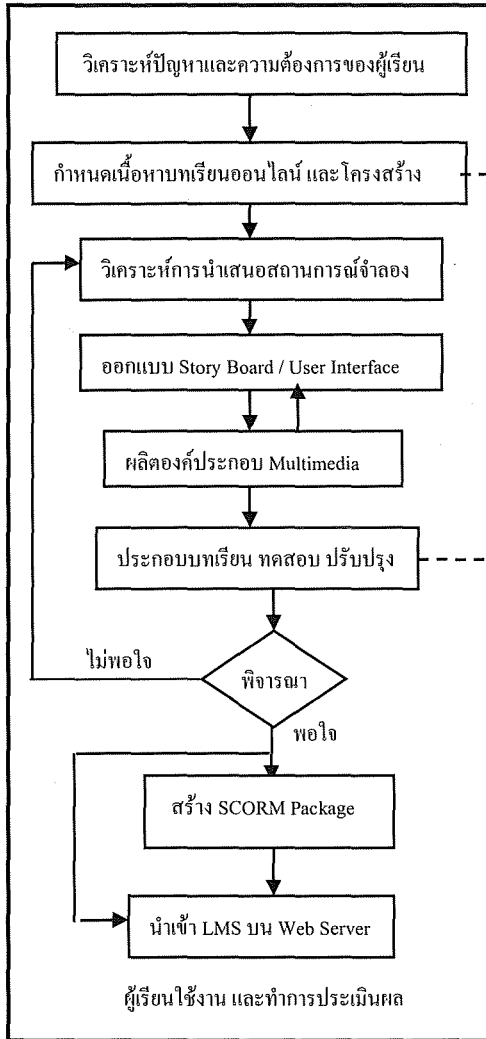 วิเคราะห์ปัญหาและความต้องการของผู้เรียน
กำหนดเนื้อหาบทเรียนออนไลน์ และโครงสร้าง
วิเคราะห์การนำเสนอสถานการณ์จำลอง
ออกแบบ Story Board / User Interface
ผลิตองค์ประกอบ Multimedia
ประกอบบทเรียน ทดสอบ ปรับปรุง
ไม่พอใจ
พิจารณา
พอใจ
สร้าง SCORM Package
นำเข้า LMS บน Web Server
ผู้เรียนใช้งาน และทำการประเมินผล